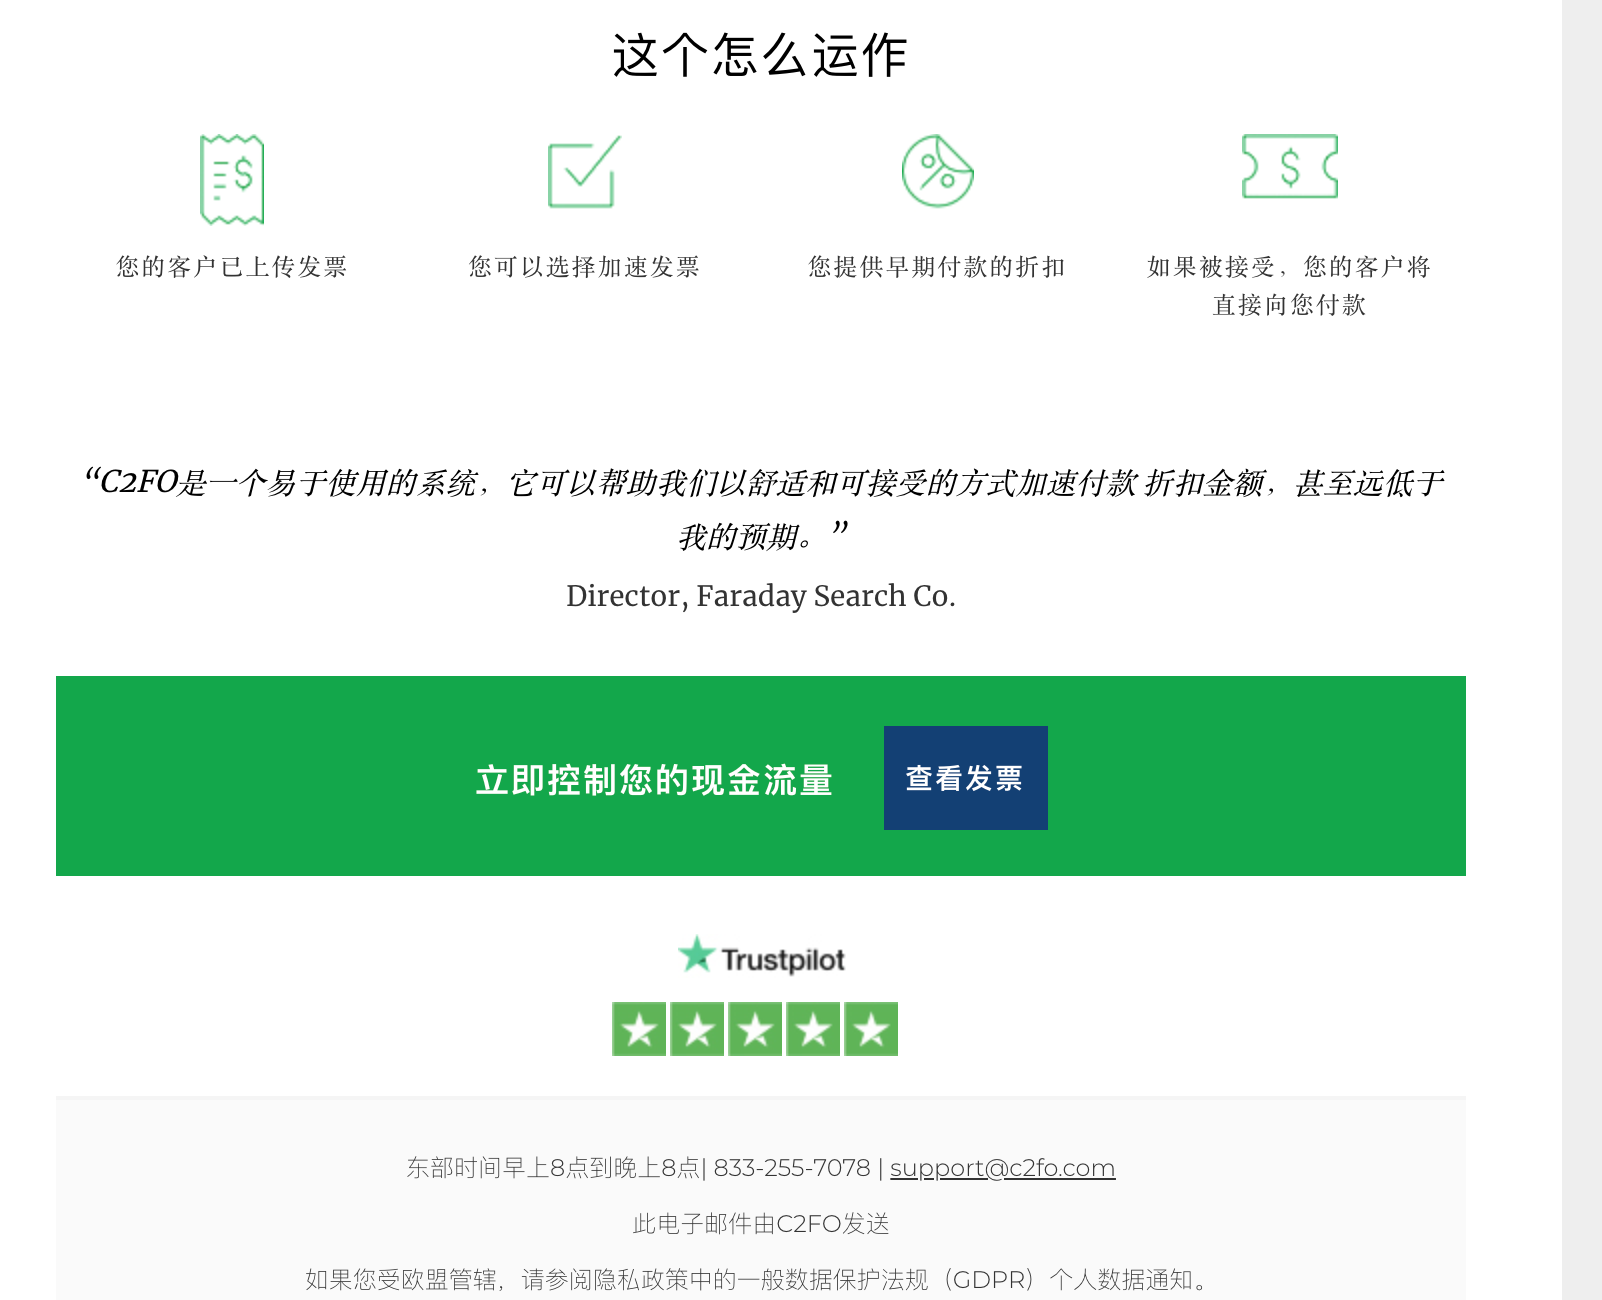 这个怎么运作
您的客户已上传发票
您可以选择加速发票
您提供早期付款的折扣
如果被接受，您的客户将
直接向您付款
“C2FO是一个易于使用的系统，它可以帮助我们以舒适和可接受的方式加速付款 折扣金额，甚至远低于
我的预期。”
Director, Faraday Search Co.
立即控制您的现金流量
查看发票
Trustpilot
东部时间早上8点到晚上8点| 833-255-7078 | support@c2fo.com
此电子邮件由C2FO发送
如果您受欧盟管辖，请参阅隐私政策中的一般数据保护法规（GDPR）个人数据通知。